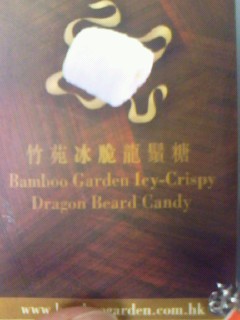 竹苑冰脆龍鬚糖
Bamboo Garden Icy-Crispy
Dragon Beard Candy